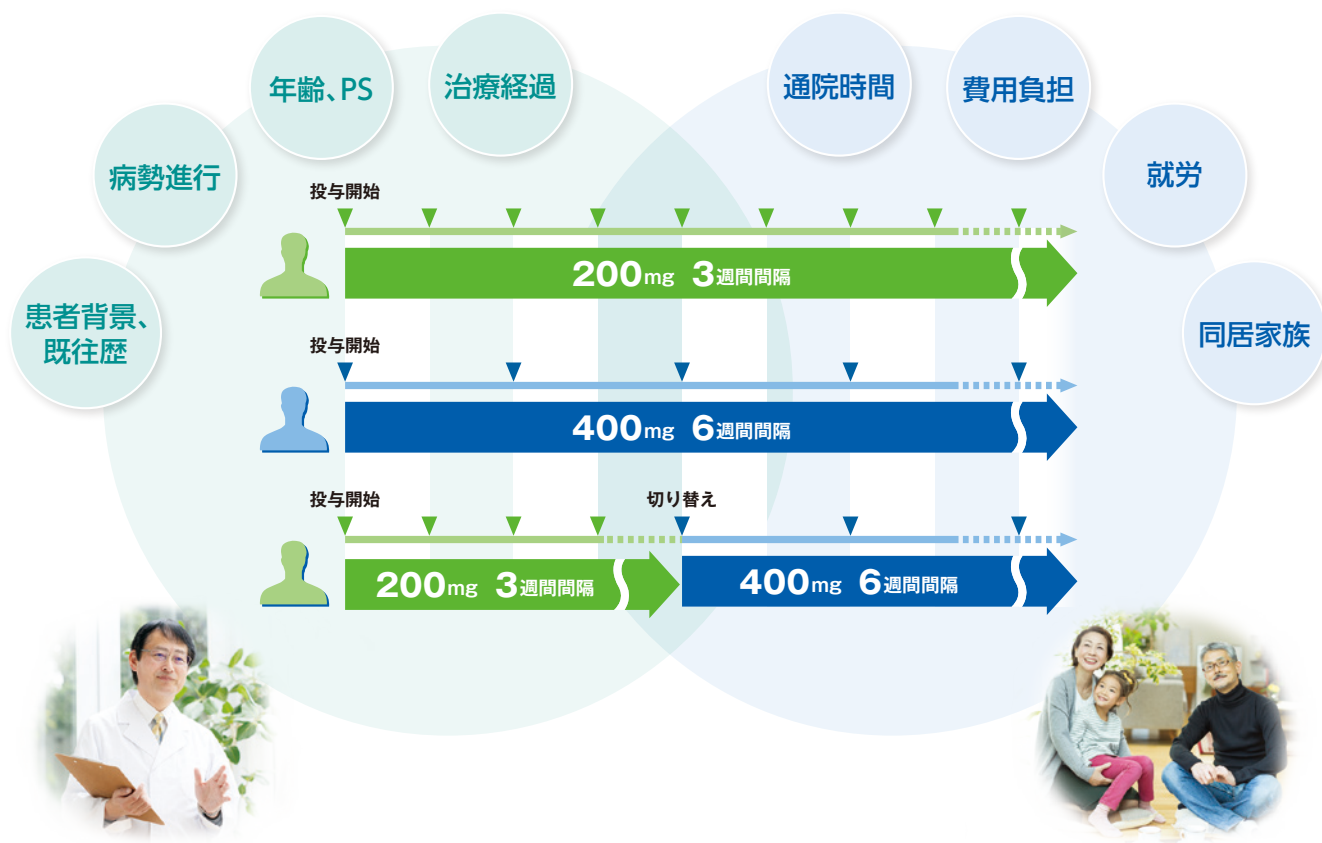 年齢、PS
治療経過
通院時間
費用負担
病勢進行
就労
患者背景、
既往歴
同居家族
投与開始
200mg 3週間間隔
投与開始
400mg 6週間間隔
投与開始
切り替え
200mg 3週間間隔
400mg 6週間間隔